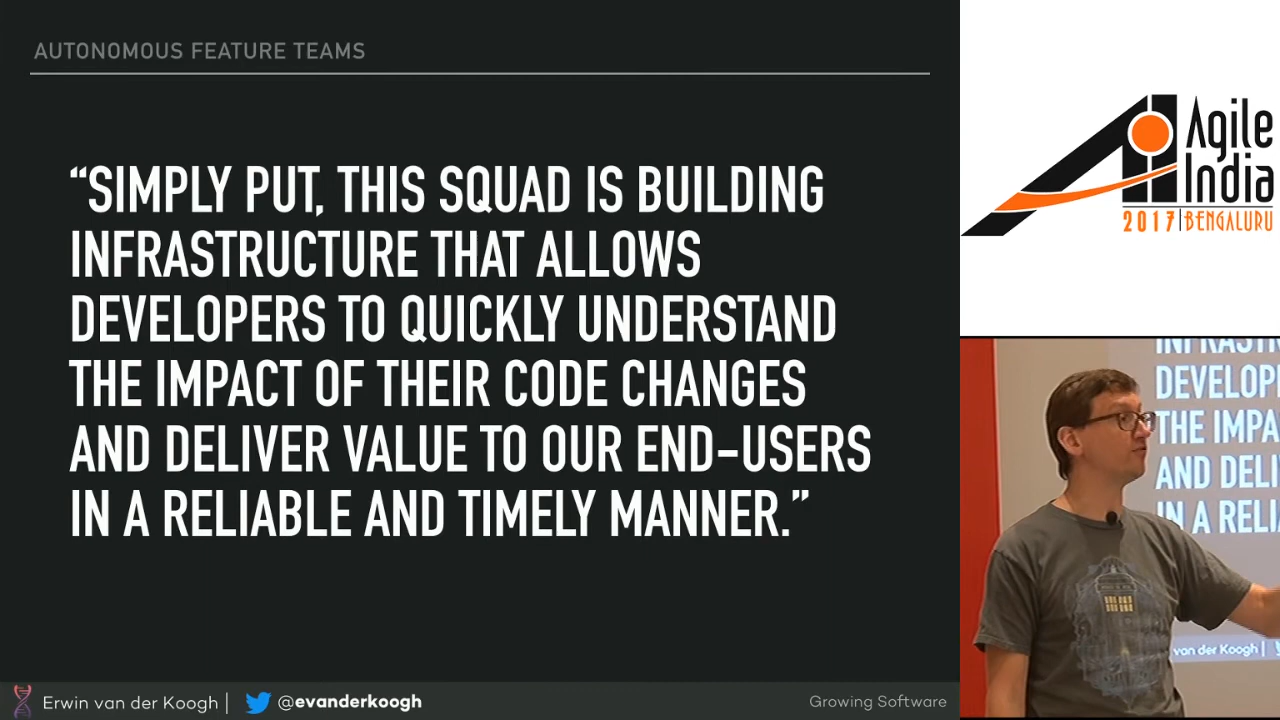 AUTONOMOUS FEATURE TEAMS
“SIMPLY PUT, THIS SQUAD IS BUILDING
INFRASTRUCTURE THAT ALLOWS
DEVELOPERS TO QUICKLY UNDERSTAND
THE IMPACT OF THEIR CODE CHANGES
AND DELIVER VALUE TO OUR END-USERS
IN A RELIABLE AND TIMELY MANNER.”
Erwin van der Koogh | @evanderkoogh
Growing Software
Agile
India
2017 | BENGALURU
INFRASTR
DEVELOP
THE IMPA
AND DELI
IN A RELI
van der Koogh |